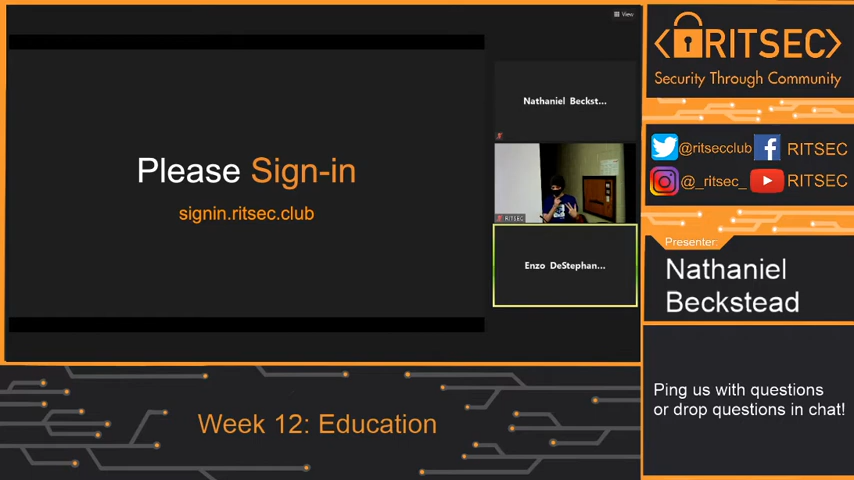 View
Please Sign-in
signin.ritsec.club
Nathaniel Beckst...
RITSEC
Enzo DeStephan...
<RITSEC>
Security Through Community
@ritsecclub
RITSEC
@_ritsec_
RITSEC
Presenter:
Nathaniel
Beckstead
Ping us with questions
or drop questions in chat!
Week 12: Education